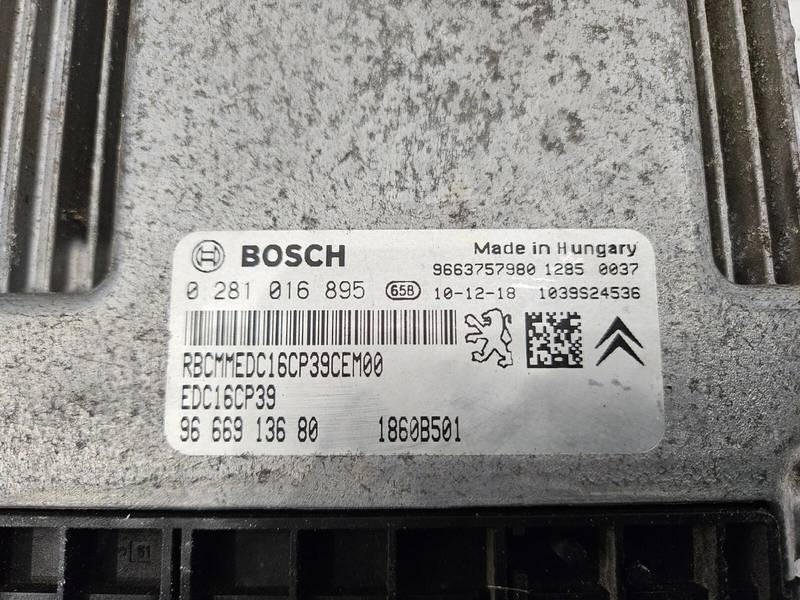 BOSCH
Made in Hungary
9663757980 1285 0037
0 281 016 895 658 10-12-18 1039S24536
RBCMMEDC16CP39CEM00
EDC16CP39
96 669 136 80 1860B501
61